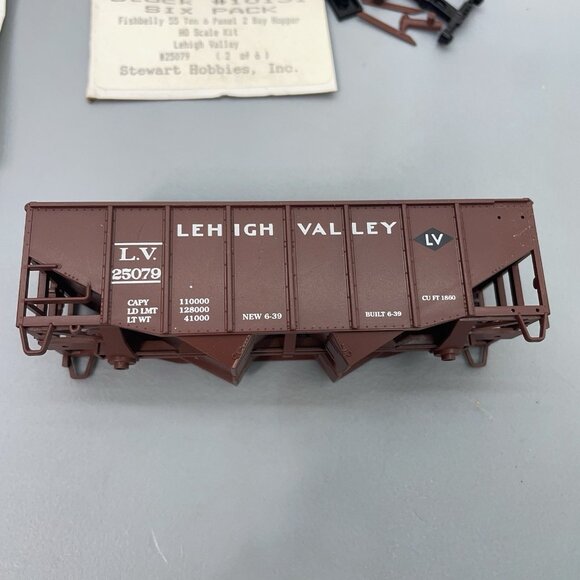 SIX PACK
Fishbelly 55 Ton 6 Panel 2 Bay Hopper
HO Scale Kit
Lehigh Valley
#25079 ( 2 of 6 )
Stewart Hobbies, Inc.
LEHIGH VALLEY
L.V.
25079
LV
CAPY 110000
LD LMT 128000
LT WT 41000
NEW 6-39
BUILT 6-39
CU FT 1860